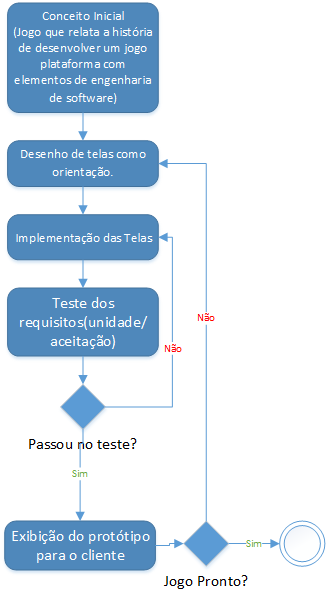 Conceito Inicial
(Jogo que relata a história
de desenvolver um jogo
plataforma com
elementos de engenharia
de software)
Desenho de telas como
orientação.
Implementação das Telas
Teste dos
requisitos(unidade/
aceitação)
Não
Não
Passou no teste?
Sim
Exibição do protótipo
para o cliente
Sim
Jogo Pronto?